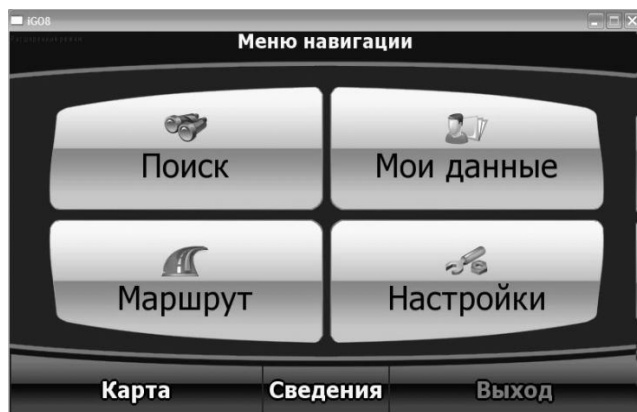 iGO8
Меню навигации
Поиск
Мои данные
Маршрут
Настройки
Карта
Сведения
Выход